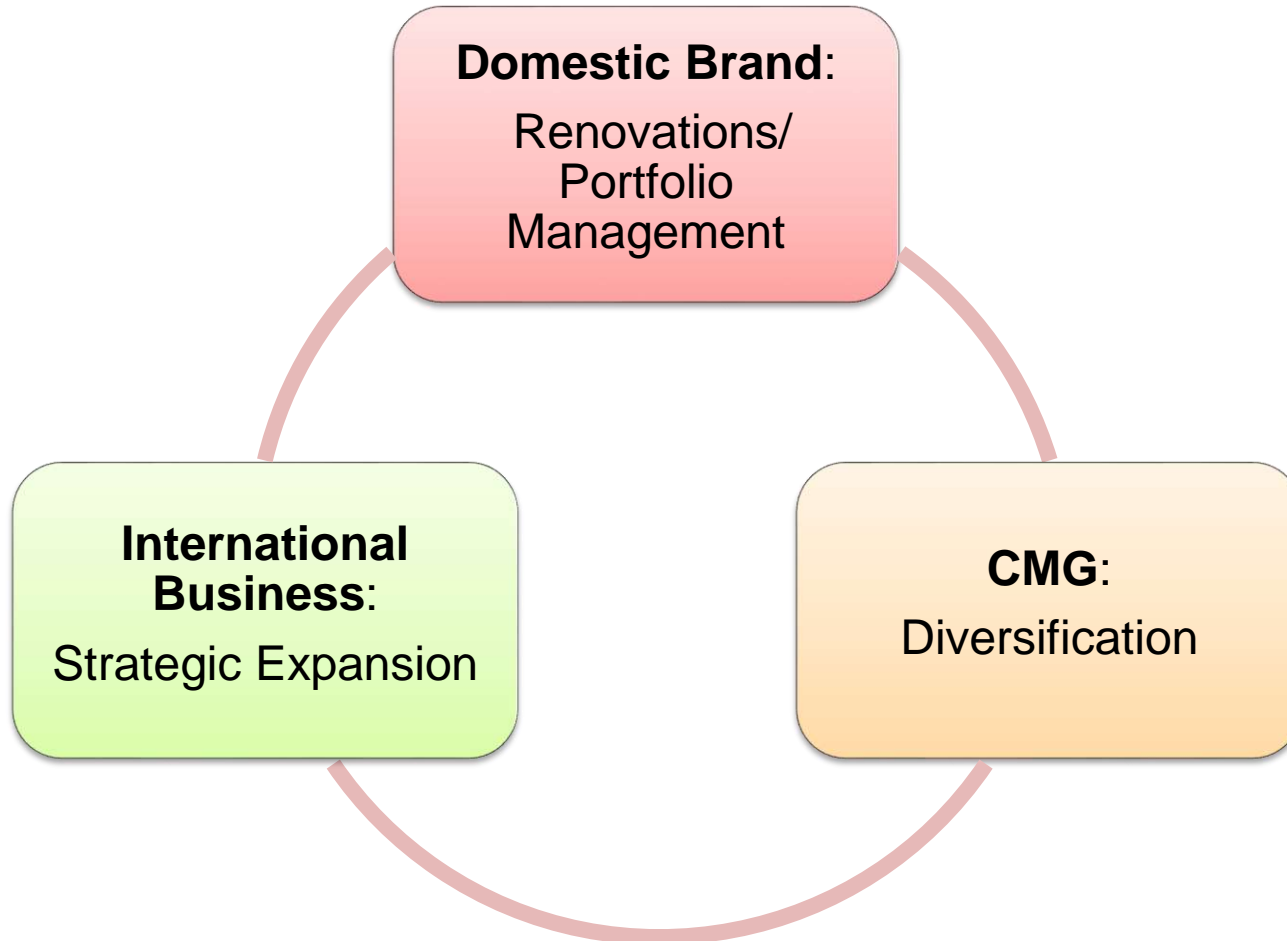 Domestic Brand:
Renovations/
Portfolio
Management
International
Business:
Strategic Expansion
CMG:
Diversification